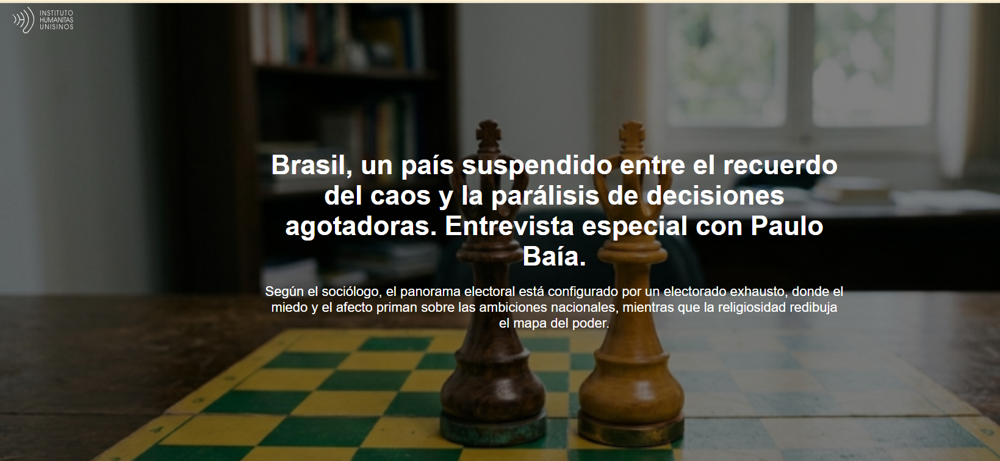 INSTITUTO
HUMANITAS
UNISINOS
Brasil, un país suspendido entre el recuerdo
del caos y la parálisis de decisiones
agotadoras. Entrevista especial con Paulo
Baía.
Según el sociólogo, el panorama electoral está configurado por un electorado exhausto, donde el
miedo y el afecto priman sobre las ambiciones nacionales, mientras que la religiosidad redibuja
el mapa del poder.